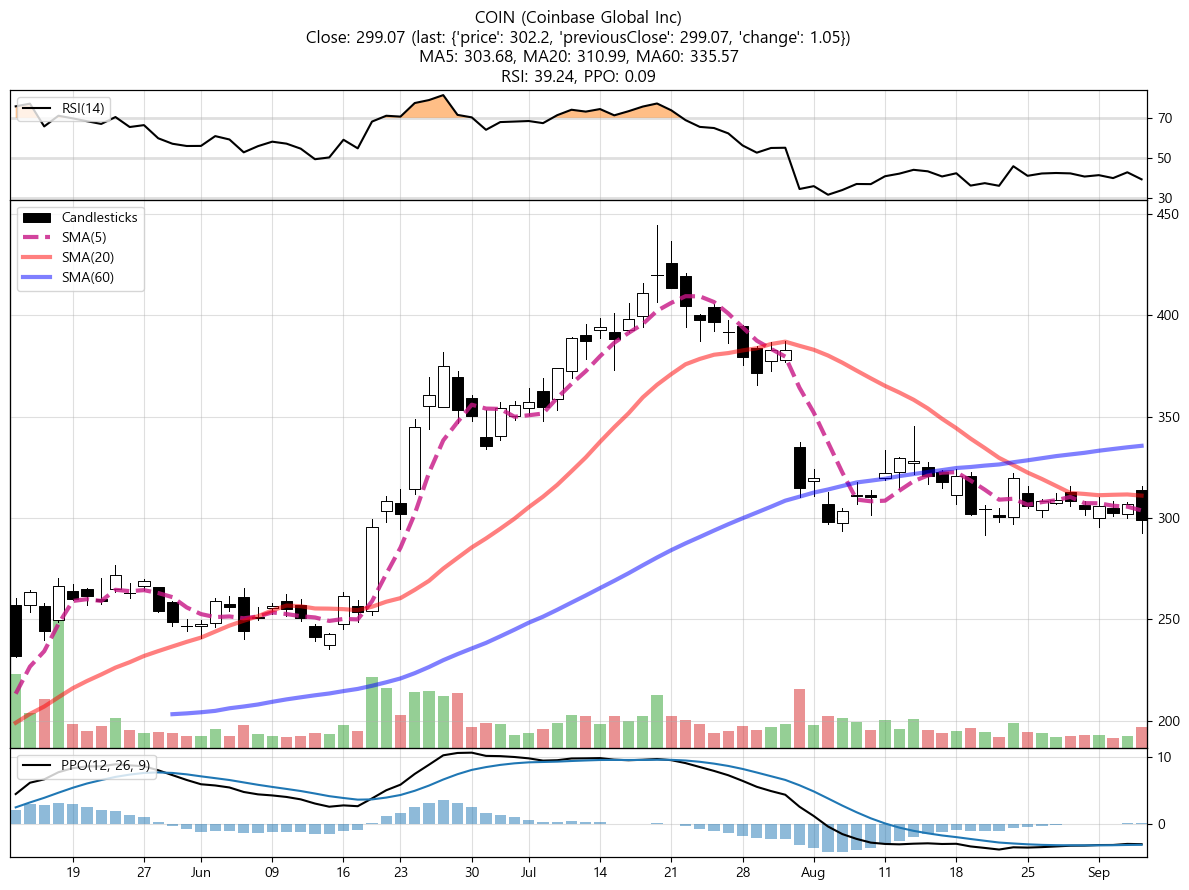 COIN (Coinbase Global Inc)
Close: 299.07 (last: {'price': 302.2, 'previousClose': 299.07, 'change': 1.05})
MA5: 303.68, MA20: 310.99, MA60: 335.57
RSI: 39.24, PPO: 0.09
RSI(14)
70
50
30
Candlesticks
SMA(5)
SMA(20)
SMA(60)
450
400
350
300
250
200
PPO(12, 26, 9)
10
0
19 27 Jun 09 16 23 30 Jul 14 21 28 Aug 11 18 25 Sep